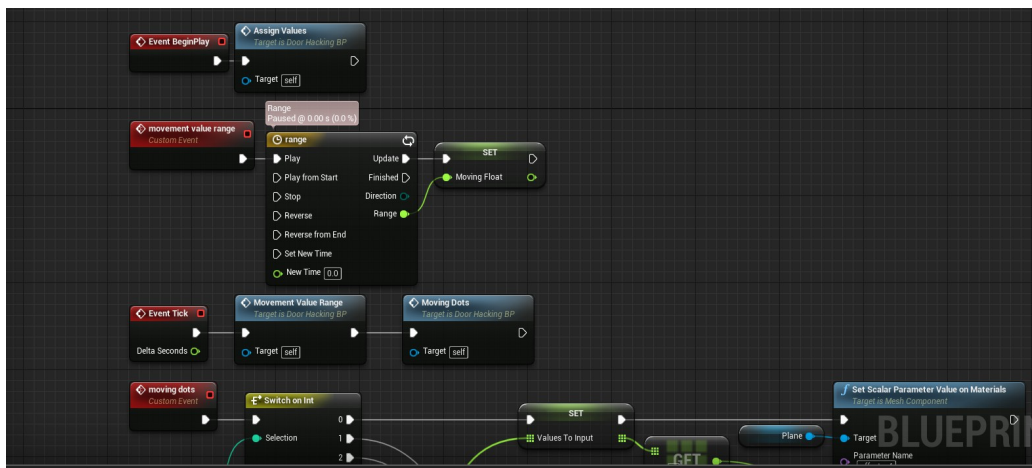 Event BeginPlay
Assign Values
Target is Door Hacking BP
Target self
Range
Paused @ 0.00 s (0.0 %)
movement value range
Custom Event
range
Play
Update
Play from Start
Finished
Stop
Direction
Reverse
Range
Reverse from End
Set New Time
New Time 0.0
SET
Moving Float
Event Tick
Delta Seconds
Movement Value Range
Target is Door Hacking BP
Target self
Moving Dots
Target is Door Hacking BP
Target self
moving dots
Custom Event
Switch on Int
Selection
0
1
2
SET
Values To Input
GET
Plane
Set Scalar Parameter Value on Materials
Target is Mesh Component
Target
Parameter Name
BLUEPRIN